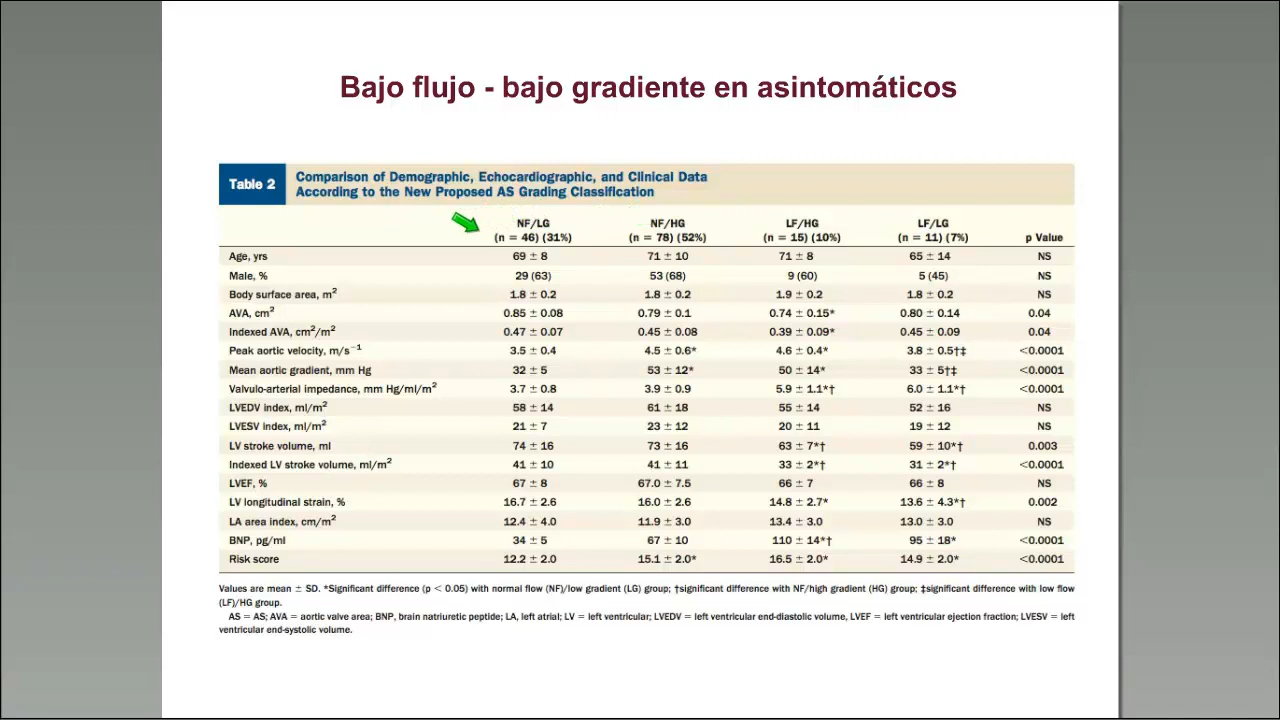 Bajo flujo - bajo gradiente en asintomáticos
Table 2
Comparison of Demographic, Echocardiographic, and Clinical Data
According to the New Proposed AS Grading Classification
NF/LG NF/HG LF/HG LF/LG
(n = 46) (31%) (n = 78) (52%) (n = 15) (10%) (n = 11) (7%) p Value
Age, yrs 69 ± 8 71 ± 10 71 ± 8 65 ± 14 NS
Male, % 29 (63) 53 (68) 9 (60) 5 (45) NS
Body surface area, m² 1.8 ± 0.2 1.8 ± 0.2 1.9 ± 0.2 1.8 ± 0.2 NS
AVA, cm² 0.85 ± 0.08 0.79 ± 0.1 0.74 ± 0.15* 0.80 ± 0.14 0.04
Indexed AVA, cm²/m² 0.47 ± 0.07 0.45 ± 0.08 0.39 ± 0.09* 0.45 ± 0.09 0.04
Peak aortic velocity, m/s⁻¹ 3.5 ± 0.4 4.5 ± 0.6* 4.6 ± 0.4* 3.8 ± 0.5†‡ <0.0001
Mean aortic gradient, mm Hg 32 ± 5 53 ± 12* 50 ± 14* 33 ± 5†‡ <0.0001
Valvulo-arterial impedance, mm Hg/ml/m² 3.7 ± 0.8 3.9 ± 0.9 5.9 ± 1.1*† 6.0 ± 1.1*† <0.0001
LVEDV index, ml/m² 58 ± 14 61 ± 18 55 ± 14 52 ± 16 NS
LVESV index, ml/m² 21 ± 7 23 ± 12 20 ± 11 19 ± 12 NS
LV stroke volume, ml 74 ± 16 73 ± 16 63 ± 7*† 59 ± 10*† 0.003
Indexed LV stroke volume, ml/m² 41 ± 10 41 ± 11 33 ± 2*† 31 ± 2*† <0.0001
LVEF, % 67 ± 8 67.0 ± 7.5 66 ± 7 66 ± 8 NS
LV longitudinal strain, % 16.7 ± 2.6 16.0 ± 2.6 14.8 ± 2.7* 13.6 ± 4.3*† 0.002
LA area index, cm/m² 12.4 ± 4.0 11.9 ± 3.0 13.4 ± 3.0 13.0 ± 3.0 NS
BNP, pg/ml 34 ± 5 67 ± 10 110 ± 14*† 95 ± 18* <0.0001
Risk score 12.2 ± 2.0 15.1 ± 2.0* 16.5 ± 2.0* 14.9 ± 2.0* <0.0001
Values are mean ± SD. *Significant difference (p < 0.05) with normal flow (NF)/low gradient (LG) group; †significant difference with NF/high gradient (HG) group; ‡significant difference with low flow
(LF)/HG group.
AS = AS; AVA = aortic valve area; BNP, brain natriuretic peptide; LA, left atrial; LV = left ventricular; LVEDV = left ventricular end-diastolic volume, LVEF = left ventricular ejection fraction; LVESV = left
ventricular end-systolic volume.